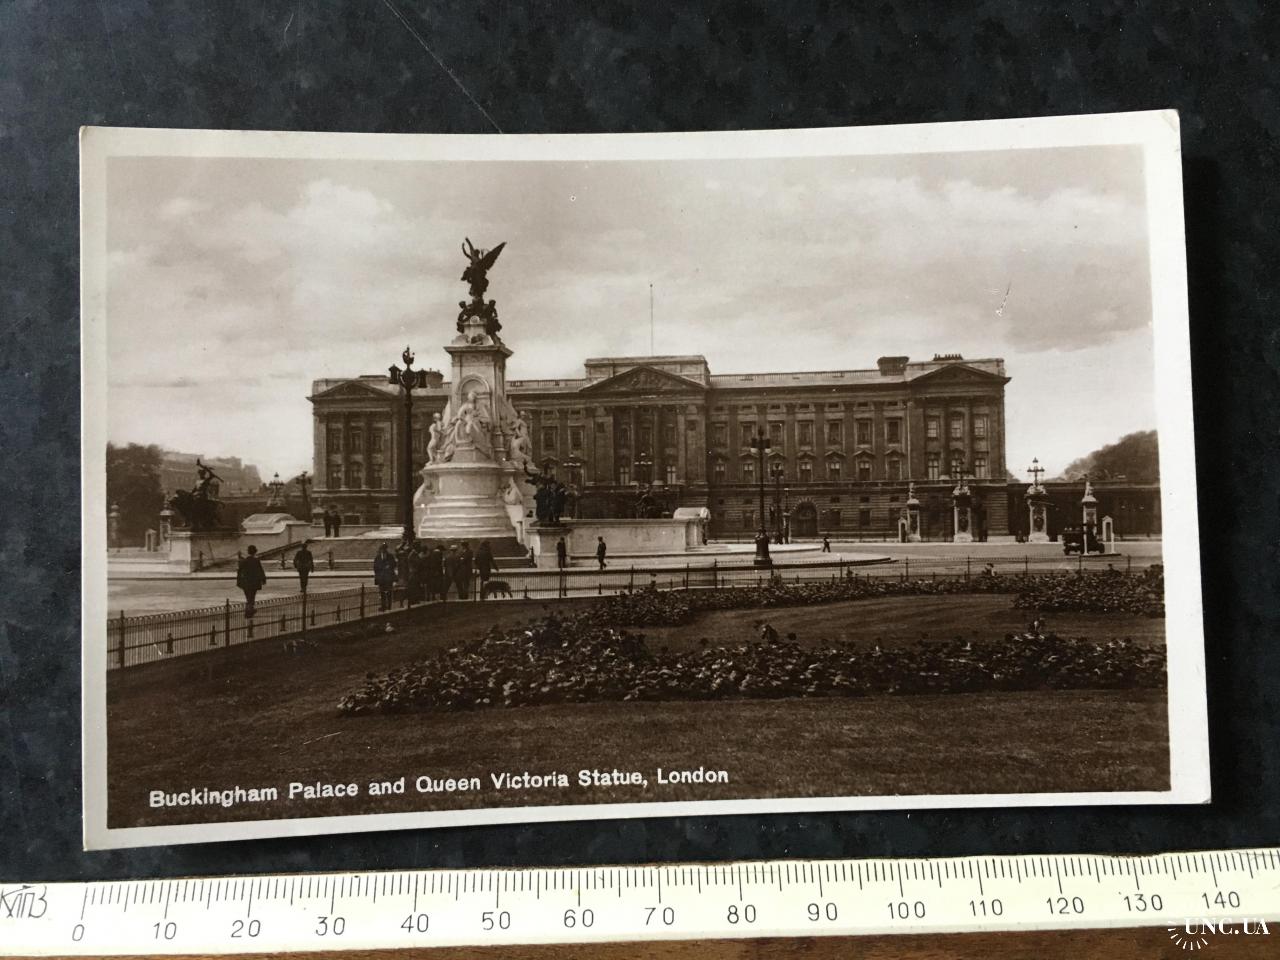 Buckingham Palace and Queen Victoria Statue, London
0 10 20 30 40 50 60 70 80 90 100 110 120 130 140
UNC.UA